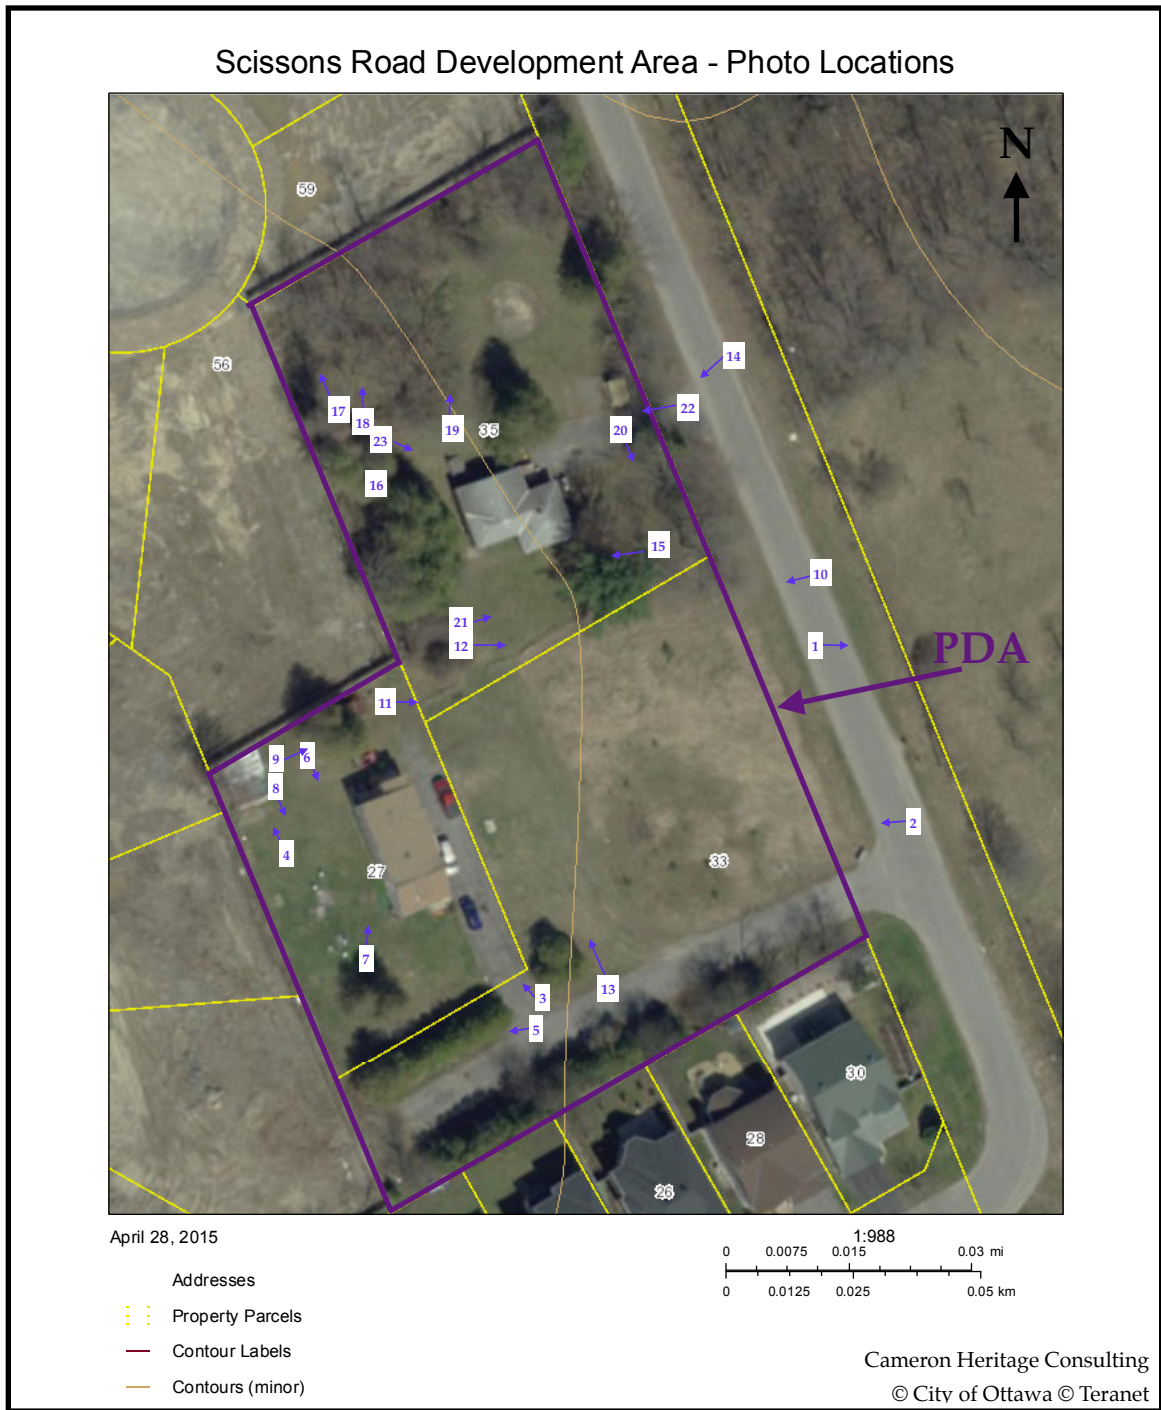 Scissons Road Development Area - Photo Locations
N
59
56
14
22
17
18
19
35
20
23
16
15
10
21
12
1
PDA
11
9
6
8
2
4
33
27
7
13
3
5
30
28
26
April 28, 2015
1:988
0 0.0075 0.015 0.03 mi
0 0.0125 0.025 0.05 km
Addresses
Property Parcels
Contour Labels
Contours (minor)
Cameron Heritage Consulting
© City of Ottawa © Teranet